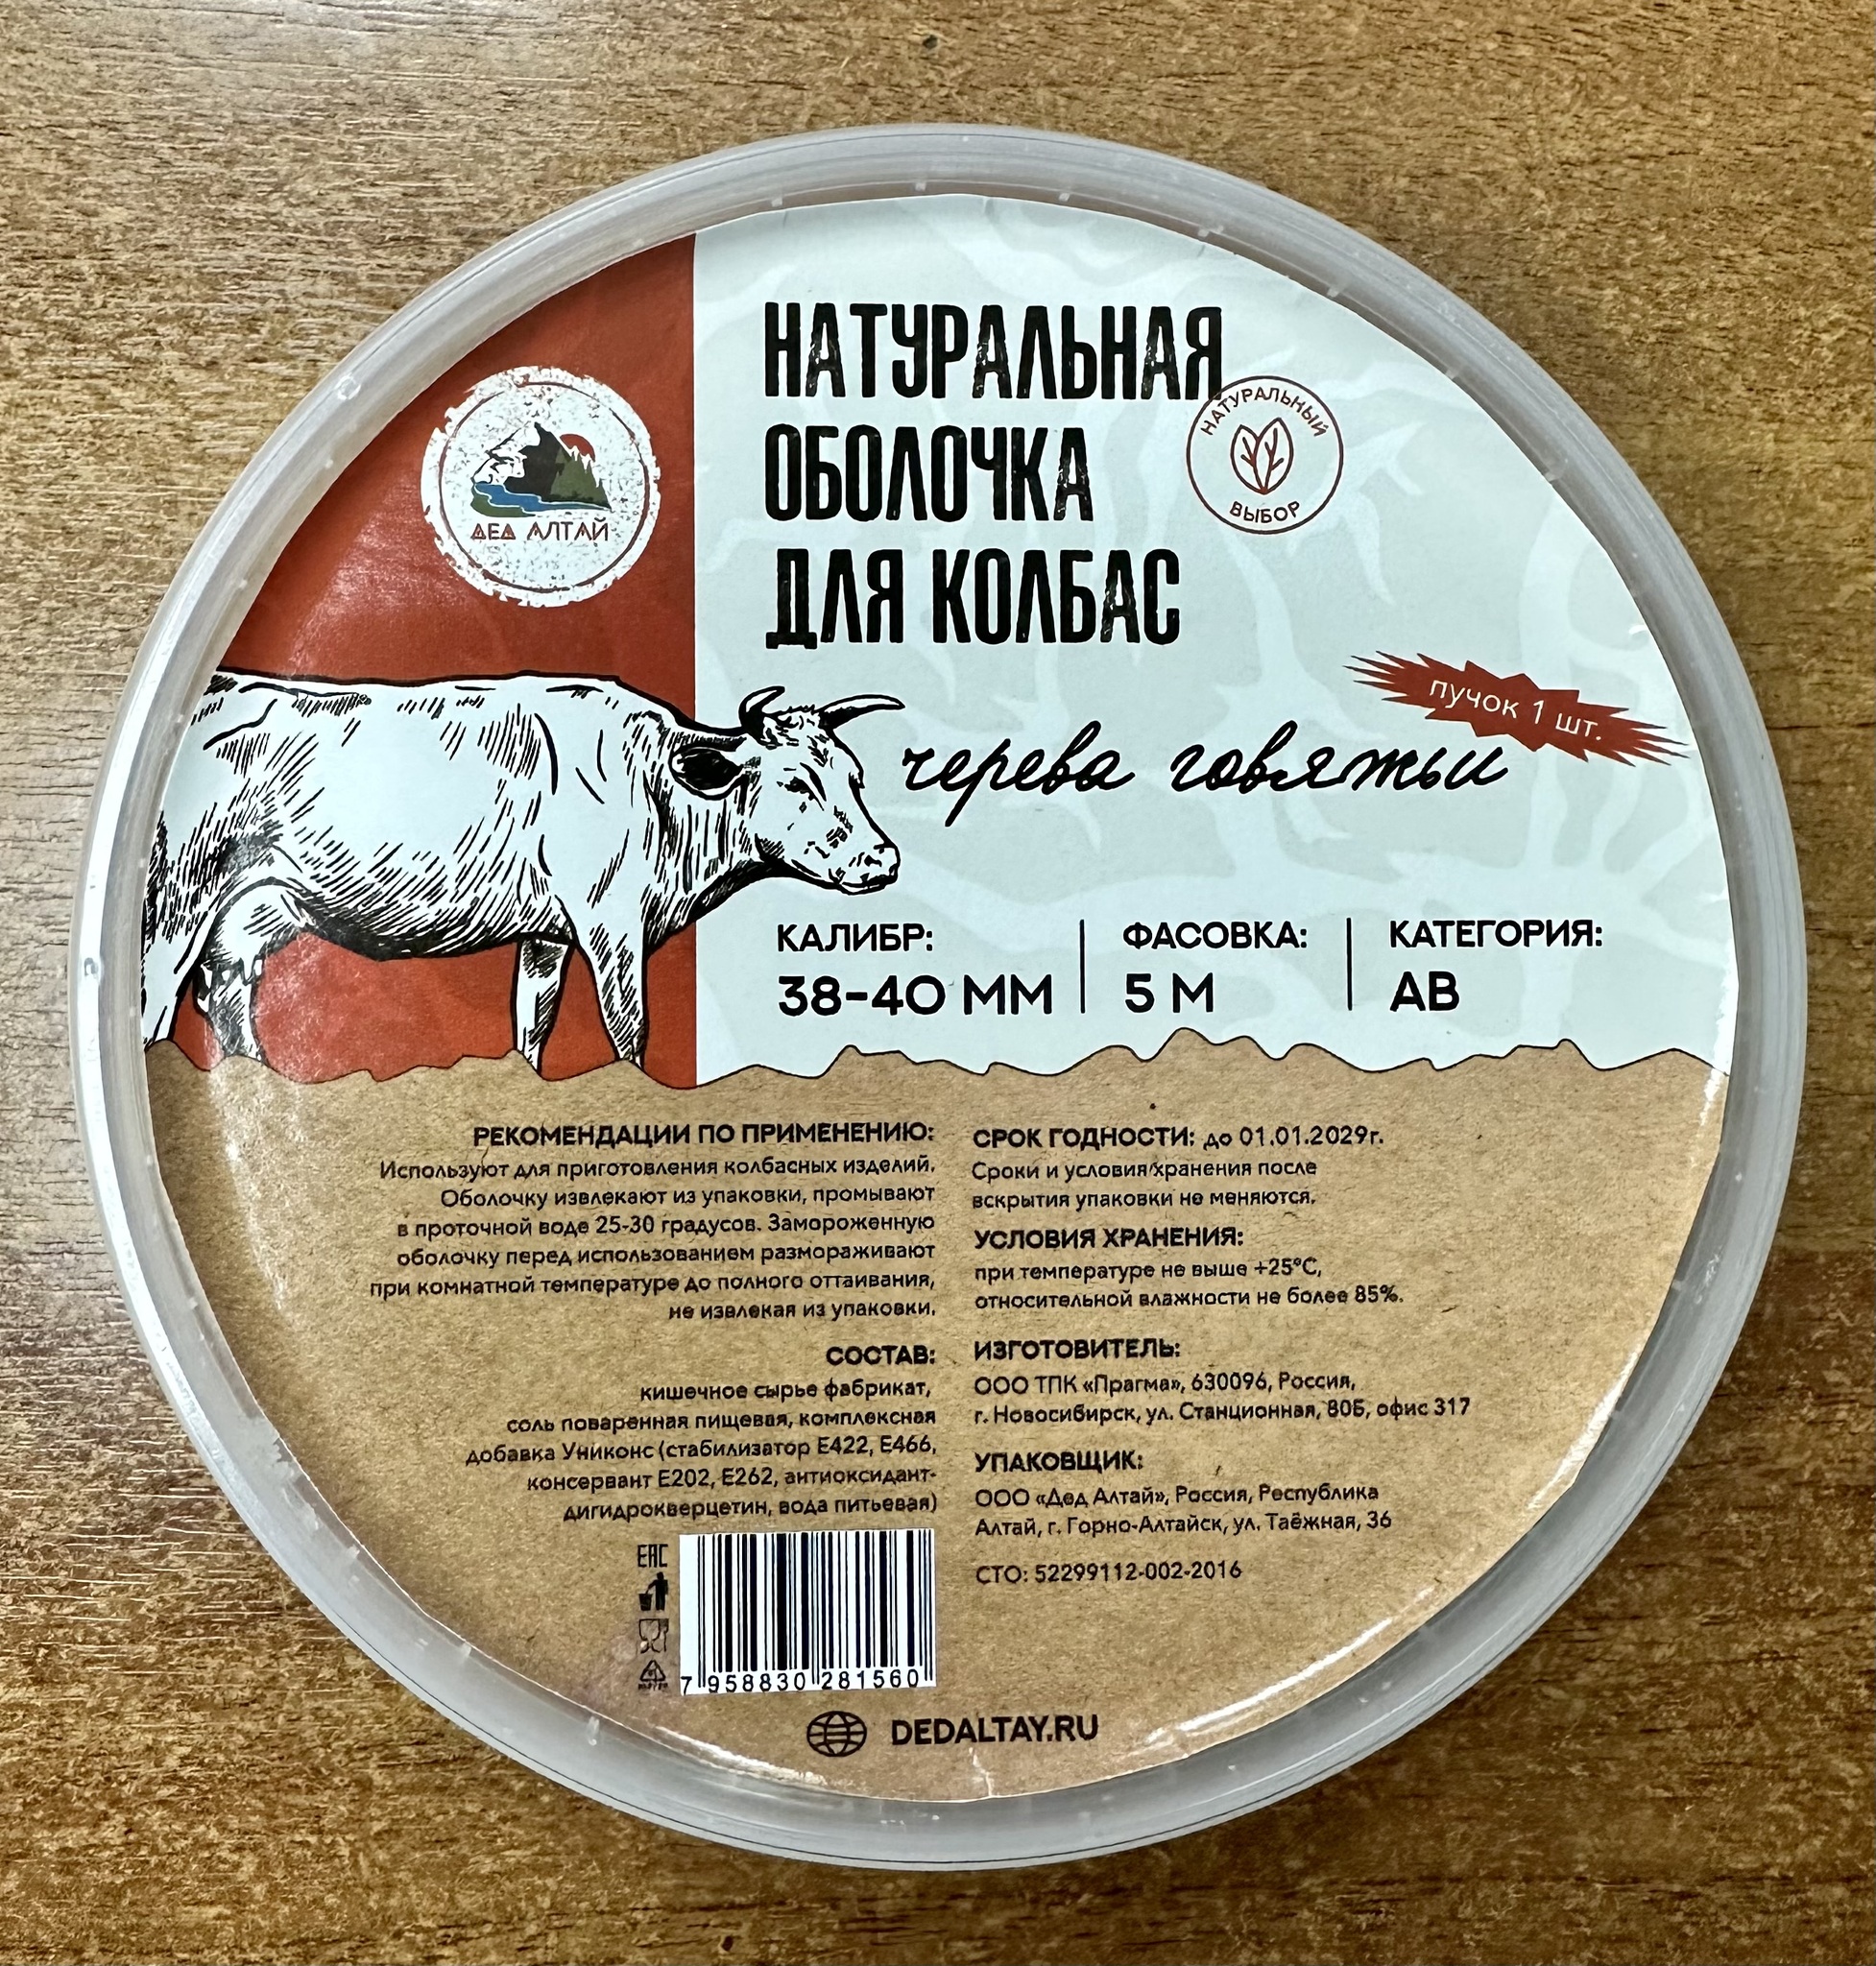 НАТУРАЛЬНАЯ
ОБОЛОЧКА
ДЛЯ КОЛБАС
НАТУРАЛЬНЫЙ
ВЫБОР
ДЕД АЛТАЙ
пучок 1 шт.
черева говяжьи
КАЛИБР:
38-40 ММ
ФАСОВКА:
5 М
КАТЕГОРИЯ:
АВ
РЕКОМЕНДАЦИИ ПО ПРИМЕНЕНИЮ:
Используют для приготовления колбасных изделий.
Оболочку извлекают из упаковки, промывают
в проточной воде 25-30 градусов. Замороженную
оболочку перед использованием размораживают
при комнатной температуре до полного оттаивания,
не извлекая из упаковки.
СОСТАВ:
кишечное сырье фабрикат,
соль поваренная пищевая, комплексная
добавка Униконс (стабилизатор Е422, Е466,
консервант Е202, Е262, антиоксидант-
дигидрокверцетин, вода питьевая)
EAC
7 958830 281560
СРОК ГОДНОСТИ: до 01.01.2029г.
Сроки и условия хранения после
вскрытия упаковки не меняются.
УСЛОВИЯ ХРАНЕНИЯ:
при температуре не выше +25°С,
относительной влажности не более 85%.
ИЗГОТОВИТЕЛЬ:
ООО ТПК «Прагма», 630096, Россия,
г. Новосибирск, ул. Станционная, 80Б, офис 317
УПАКОВЩИК:
ООО «Дед Алтай», Россия, Республика
Алтай, г. Горно-Алтайск, ул. Таёжная, 36
СТО: 52299112-002-2016
DEDALTAY.RU